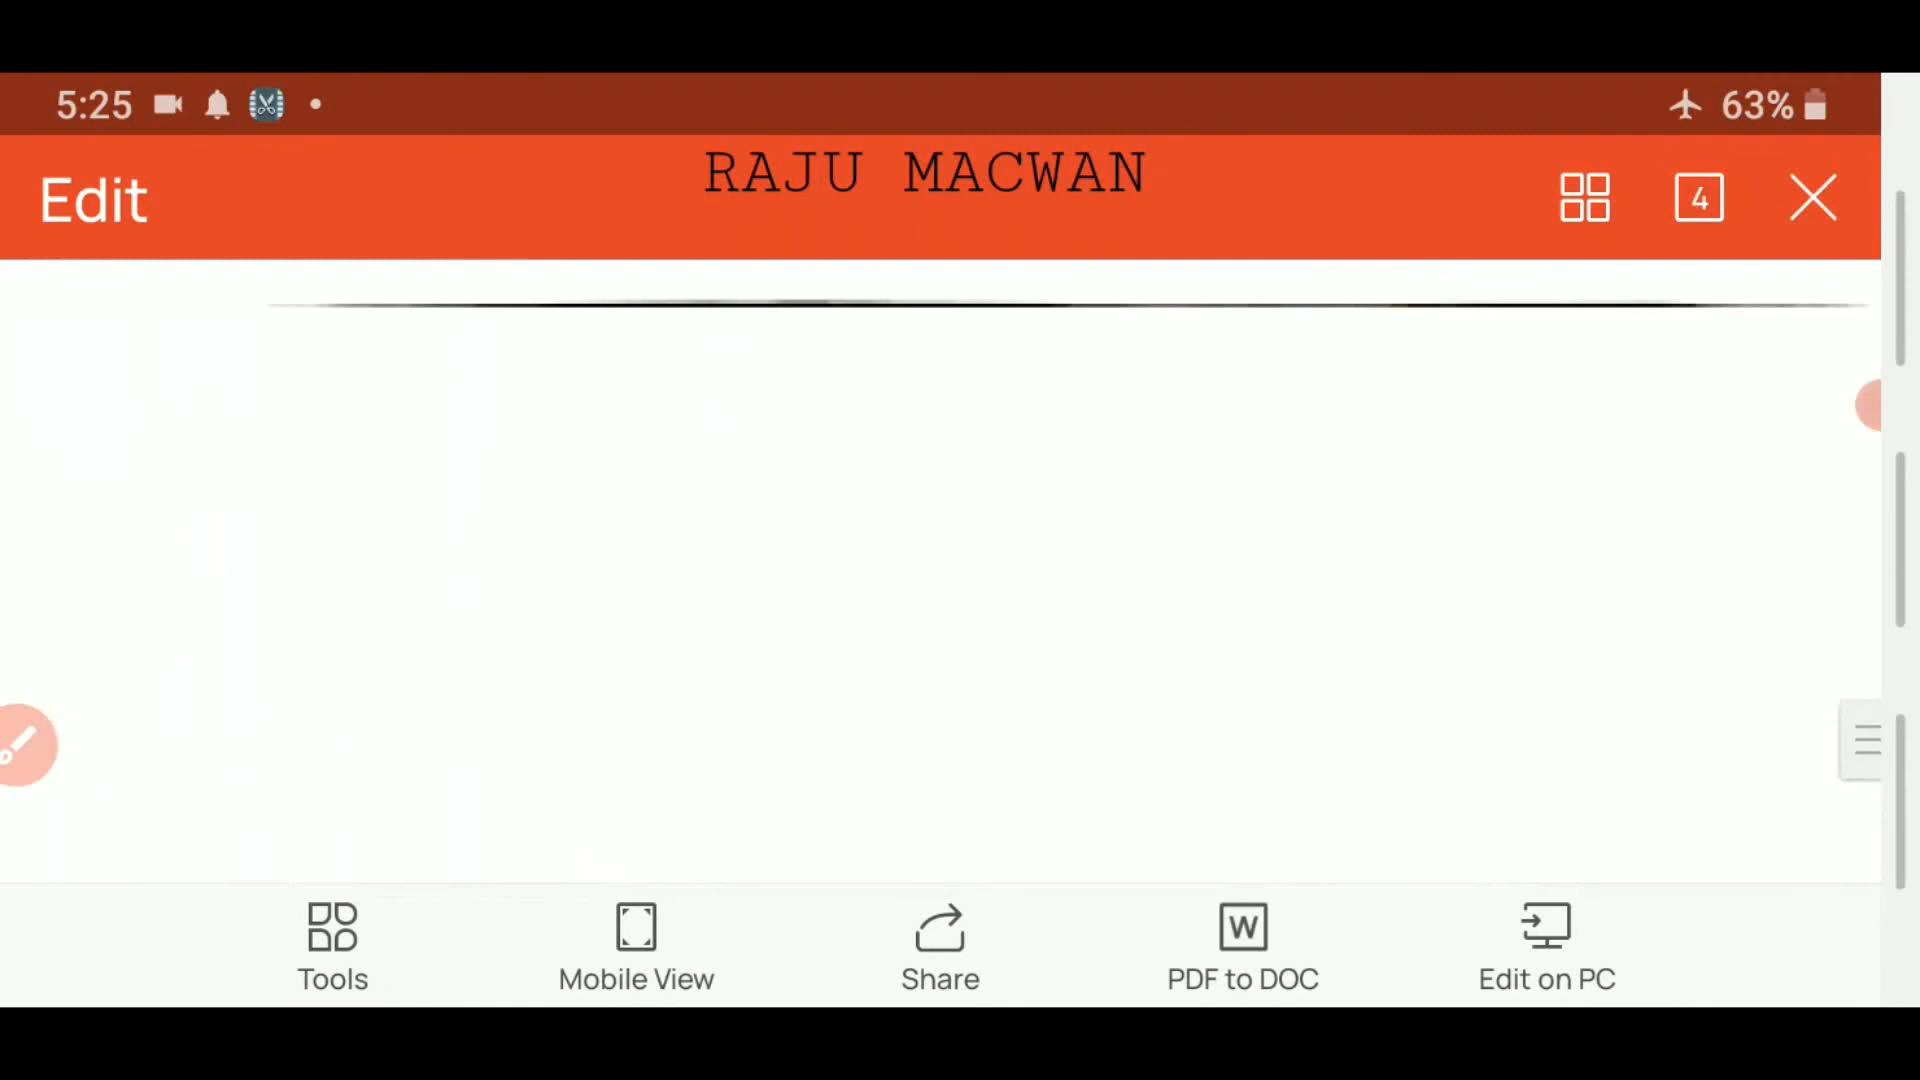 5:25
63%
RAJU MACWAN
Edit
4
W
Tools
Mobile View
Share
PDF to DOC
Edit on PC